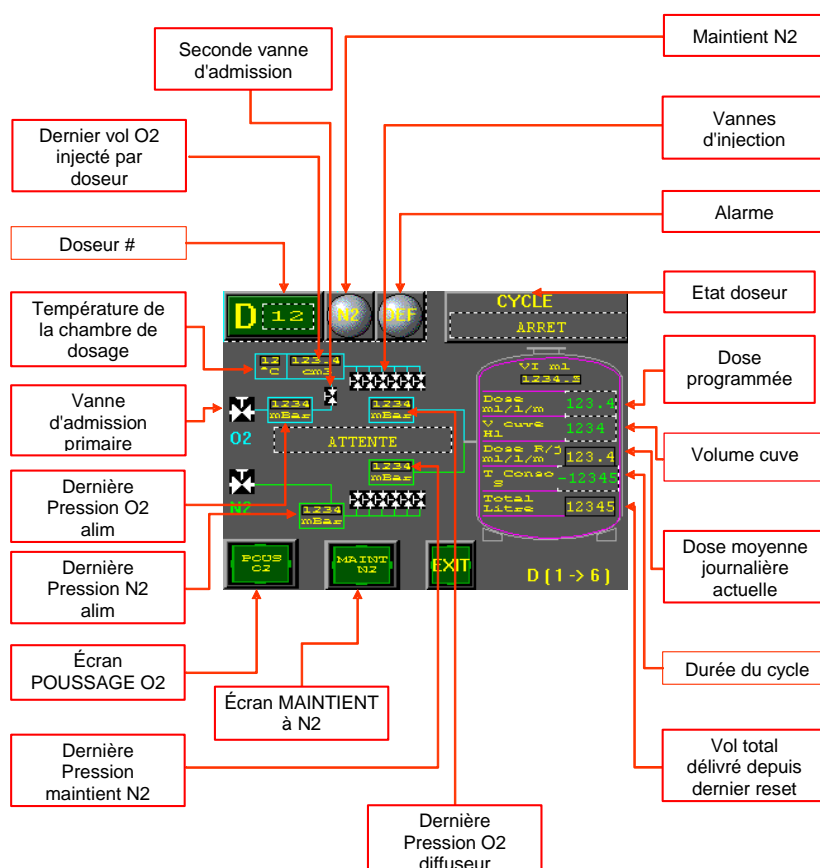 Seconde vanne
d'admission
Maintient N2
Dernier vol O2
injecté par
doseur
Vannes
d'injection
Doseur #
Alarme
Température de
la chambre de
dosage
Etat doseur
D 12
N2
DEF
CYCLE
ARRET
12
°C
123.4
cm3
VI ml
1234.5
Dose
programmée
Vanne
d'admission
primaire
1234
mBar
1234
mBar
O2
ATTENTE
Dose
ml/l/m
123.4
V cuve
Hl
1234
Dose R/j
ml/l/m
123.4
T Conso
S
-12345
Total
Litre
12345
Volume cuve
Dernière
Pression O2
alim
1234
mBar
N2
1234
mBar
Dernière
Pression N2
alim
POUS
O2
MAINT
N2
EXIT
D (1 -> 6)
Dose moyenne
journalière
actuelle
Écran
POUSSAGE O2
Écran MAINTIENT
à N2
Durée du cycle
Dernière
Pression
maintient N2
Vol total
délivré depuis
dernier reset
Dernière
Pression O2
diffuseur